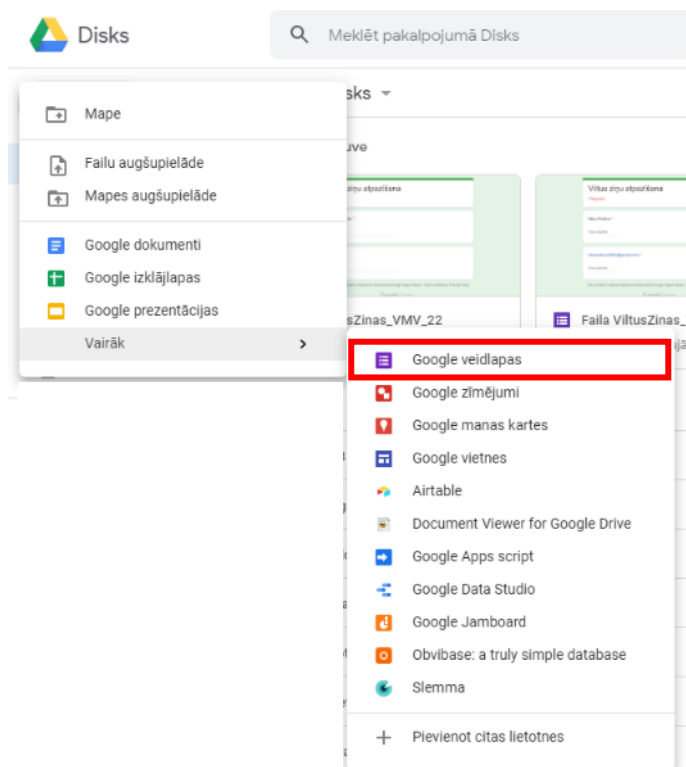 Disks
Meklēt pakalpojumā Disks
sks
Mape
uve
Failu augšupielāde
Mapes augšupielāde
ziņu atpazīšana
Viltus ziņu atpazīšana
Google dokumenti
Google izklājlapas
Google prezentācijas
sZinas_VMV_22
Faila ViltusZinas_
Vairāk
Google veidlapas
Google zīmējumi
Google manas kartes
Google vietnes
Airtable
Document Viewer for Google Drive
Google Apps script
Google Data Studio
Google Jamboard
Obvibase: a truly simple database
Slemma
Pievienot citas lietotnes